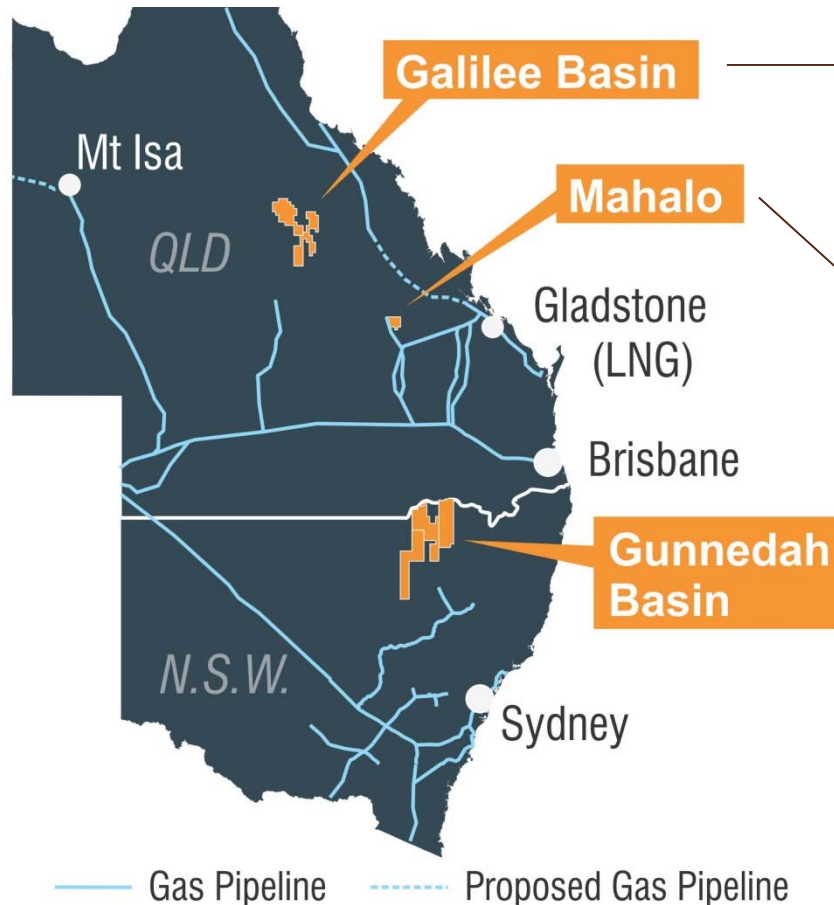 Galilee Basin
Mt Isa
Mahalo
QLD
Gladstone
(LNG)
Brisbane
Gunnedah
Basin
N.S.W.
Sydney
Gas Pipeline
Proposed Gas Pipeline